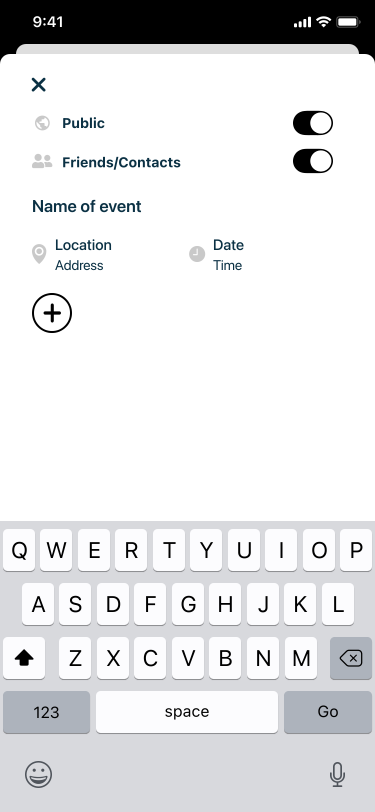 9:41
Public
Friends/Contacts
Name of event
Location
Date
Address
Time
Q W E R T Y U I O P
A S D F G H J K L
Z X C V B N M
123 space Go